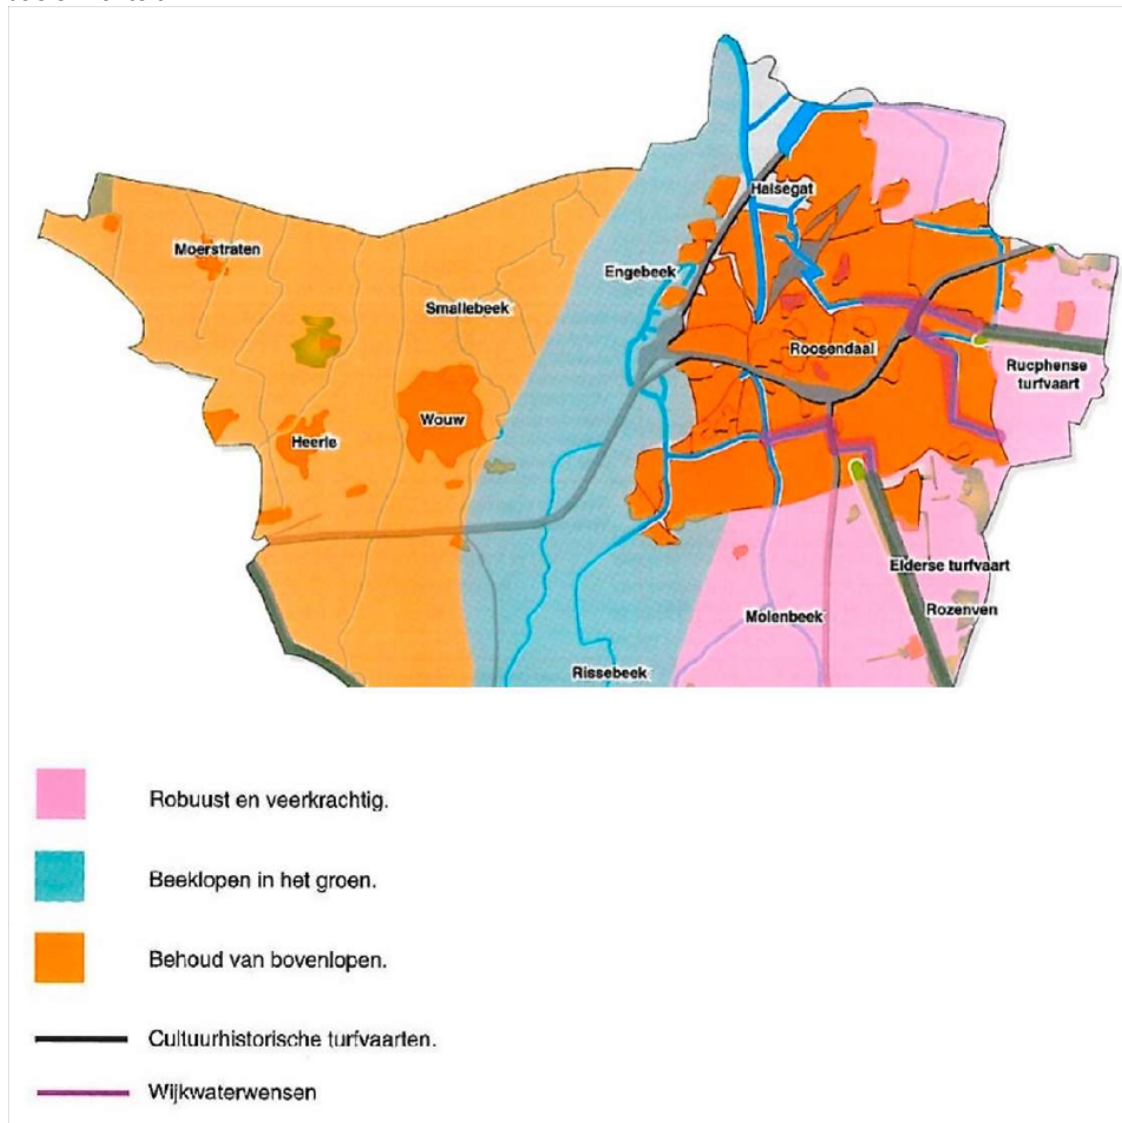 Halsegat
Moerstraten
Engebeek
Smallebeek
Roosendaal
Rucphense
turfvaart
Wouw
Heerle
Elderse turfvaart
Rozenven
Molenbeek
Rissebeek
Robuust en veerkrachtig.
Beeklopen in het groen.
Behoud van bovenlopen.
Cultuurhistorische turfvaarten.
Wijkwaterwensen